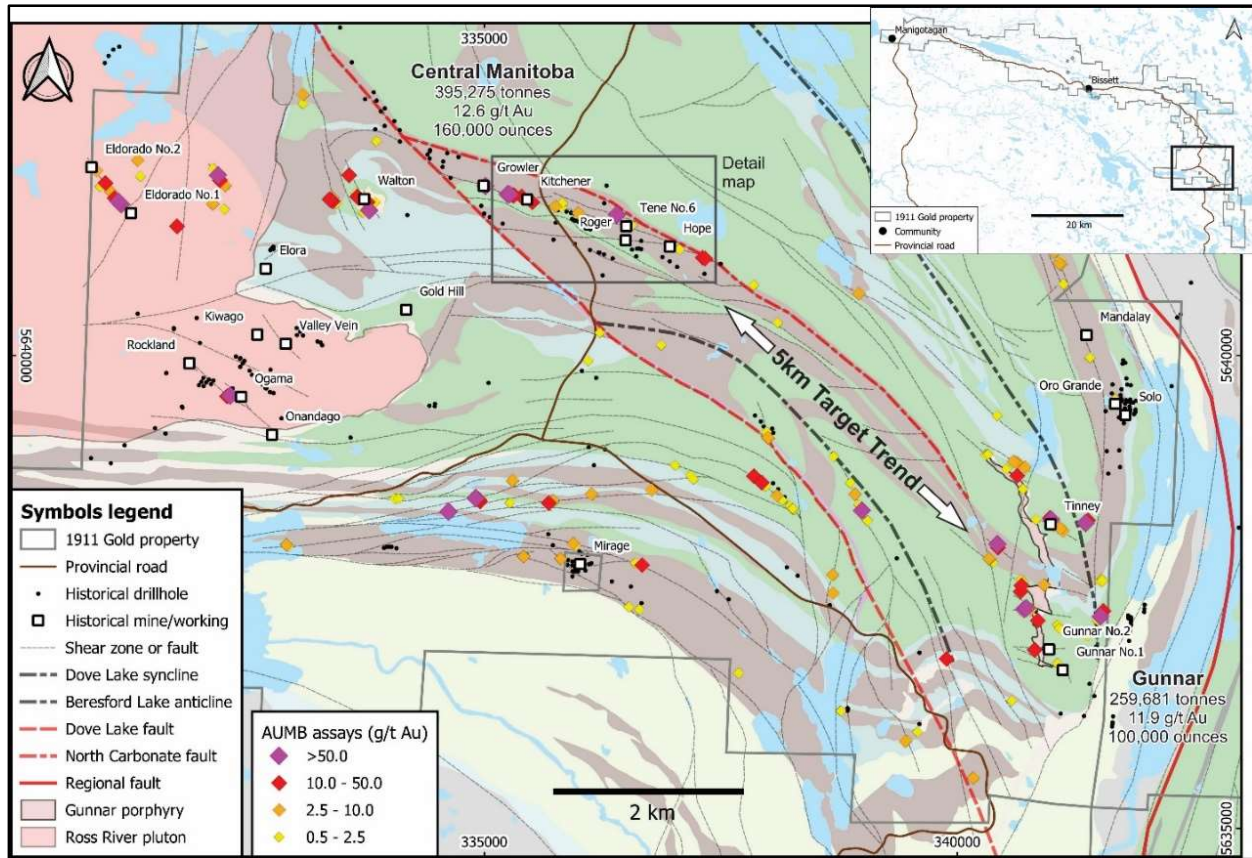 335000
Central Manitoba
395,275 tonnes
12.6 g/t Au
160,000 ounces
Manigotagan
Bissett
1911 Gold property
Community
Provincial road
20 km
Eldorado No.2
Eldorado No.1
Walton
Growler
Kitchener
Detail
map
Tene No.6
Roger
Hope
Elora
Gold Hill
Kiwago
Valley Vein
Rockland
Ogama
Onandago
5640000
5640000
Mandalay
Oro Grande
Solo
5km Target Trend
Tinney
Mirage
Gunnar No.2
Gunnar No.1
Gunnar
259,681 tonnes
11.9 g/t Au
100,000 ounces
Symbols legend
1911 Gold property
Provincial road
Historical drillhole
Historical mine/working
Shear zone or fault
Dove Lake syncline
Beresford Lake anticline
Dove Lake fault
North Carbonate fault
Regional fault
Gunnar porphyry
Ross River pluton
AUMB assays (g/t Au)
>50.0
10.0 - 50.0
2.5 - 10.0
0.5 - 2.5
2 km
335000
340000
5635000